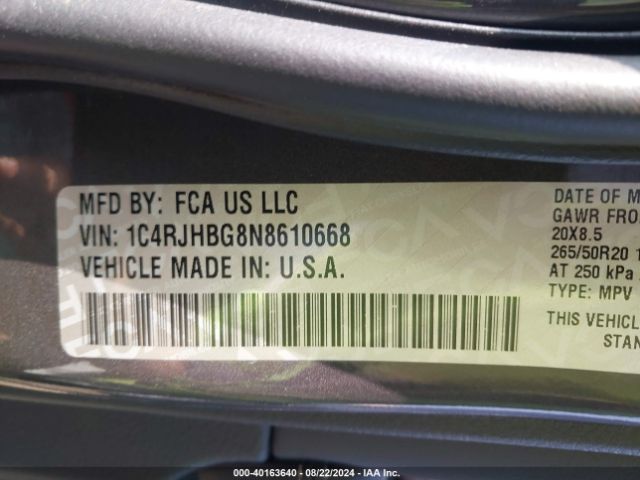 MFD BY: FCA US LLC
VIN: 1C4RJHBG8N8610668
VEHICLE MADE IN: U.S.A.
DATE OF M
GAWR FRO
20X8.5
265/50R20 1
AT 250 kPa
TYPE: MPV
THIS VEHICL
STAN
000-40163640 - 08/22/2024 - IAA Inc.